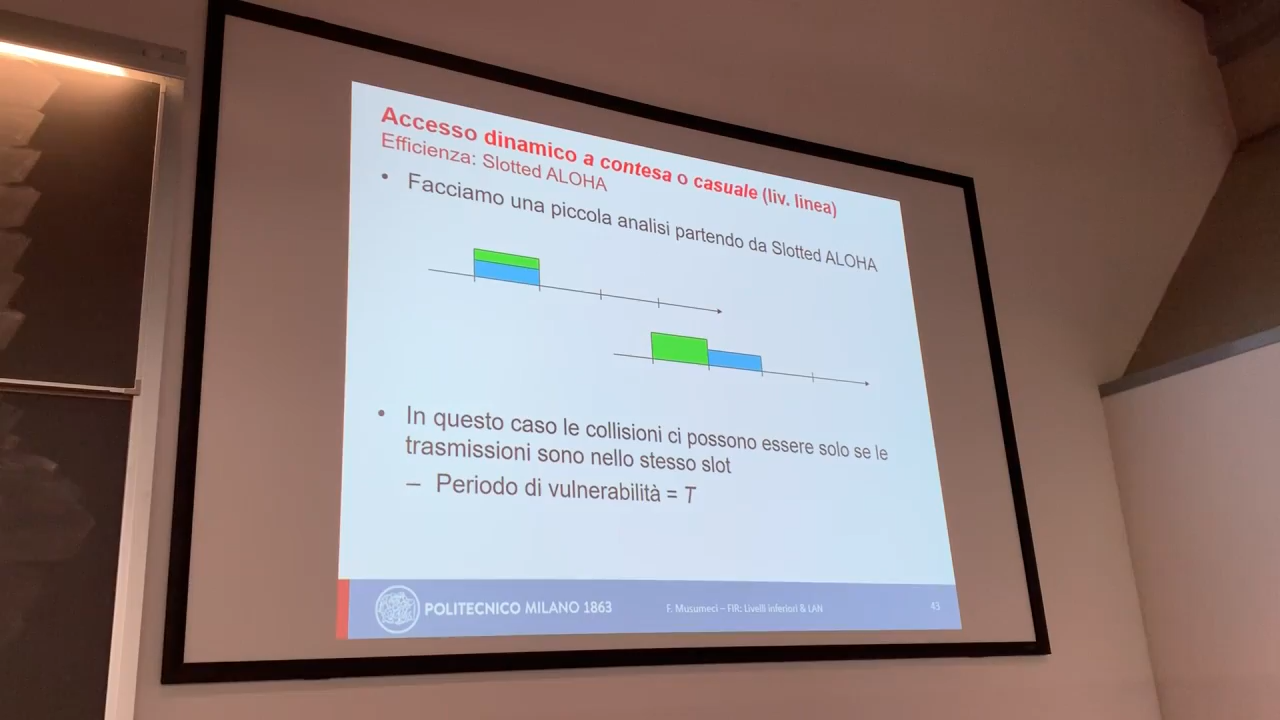 Accesso dinamico a contesa o casuale (liv. linea)
Efficienza: Slotted ALOHA
• Facciamo una piccola analisi partendo da Slotted ALOHA
• In questo caso le collisioni ci possono essere solo se le
trasmissioni sono nello stesso slot
– Periodo di vulnerabilità = T
POLITECNICO MILANO 1863
F. Musumeci – FIR: Livelli inferiori & LAN
43